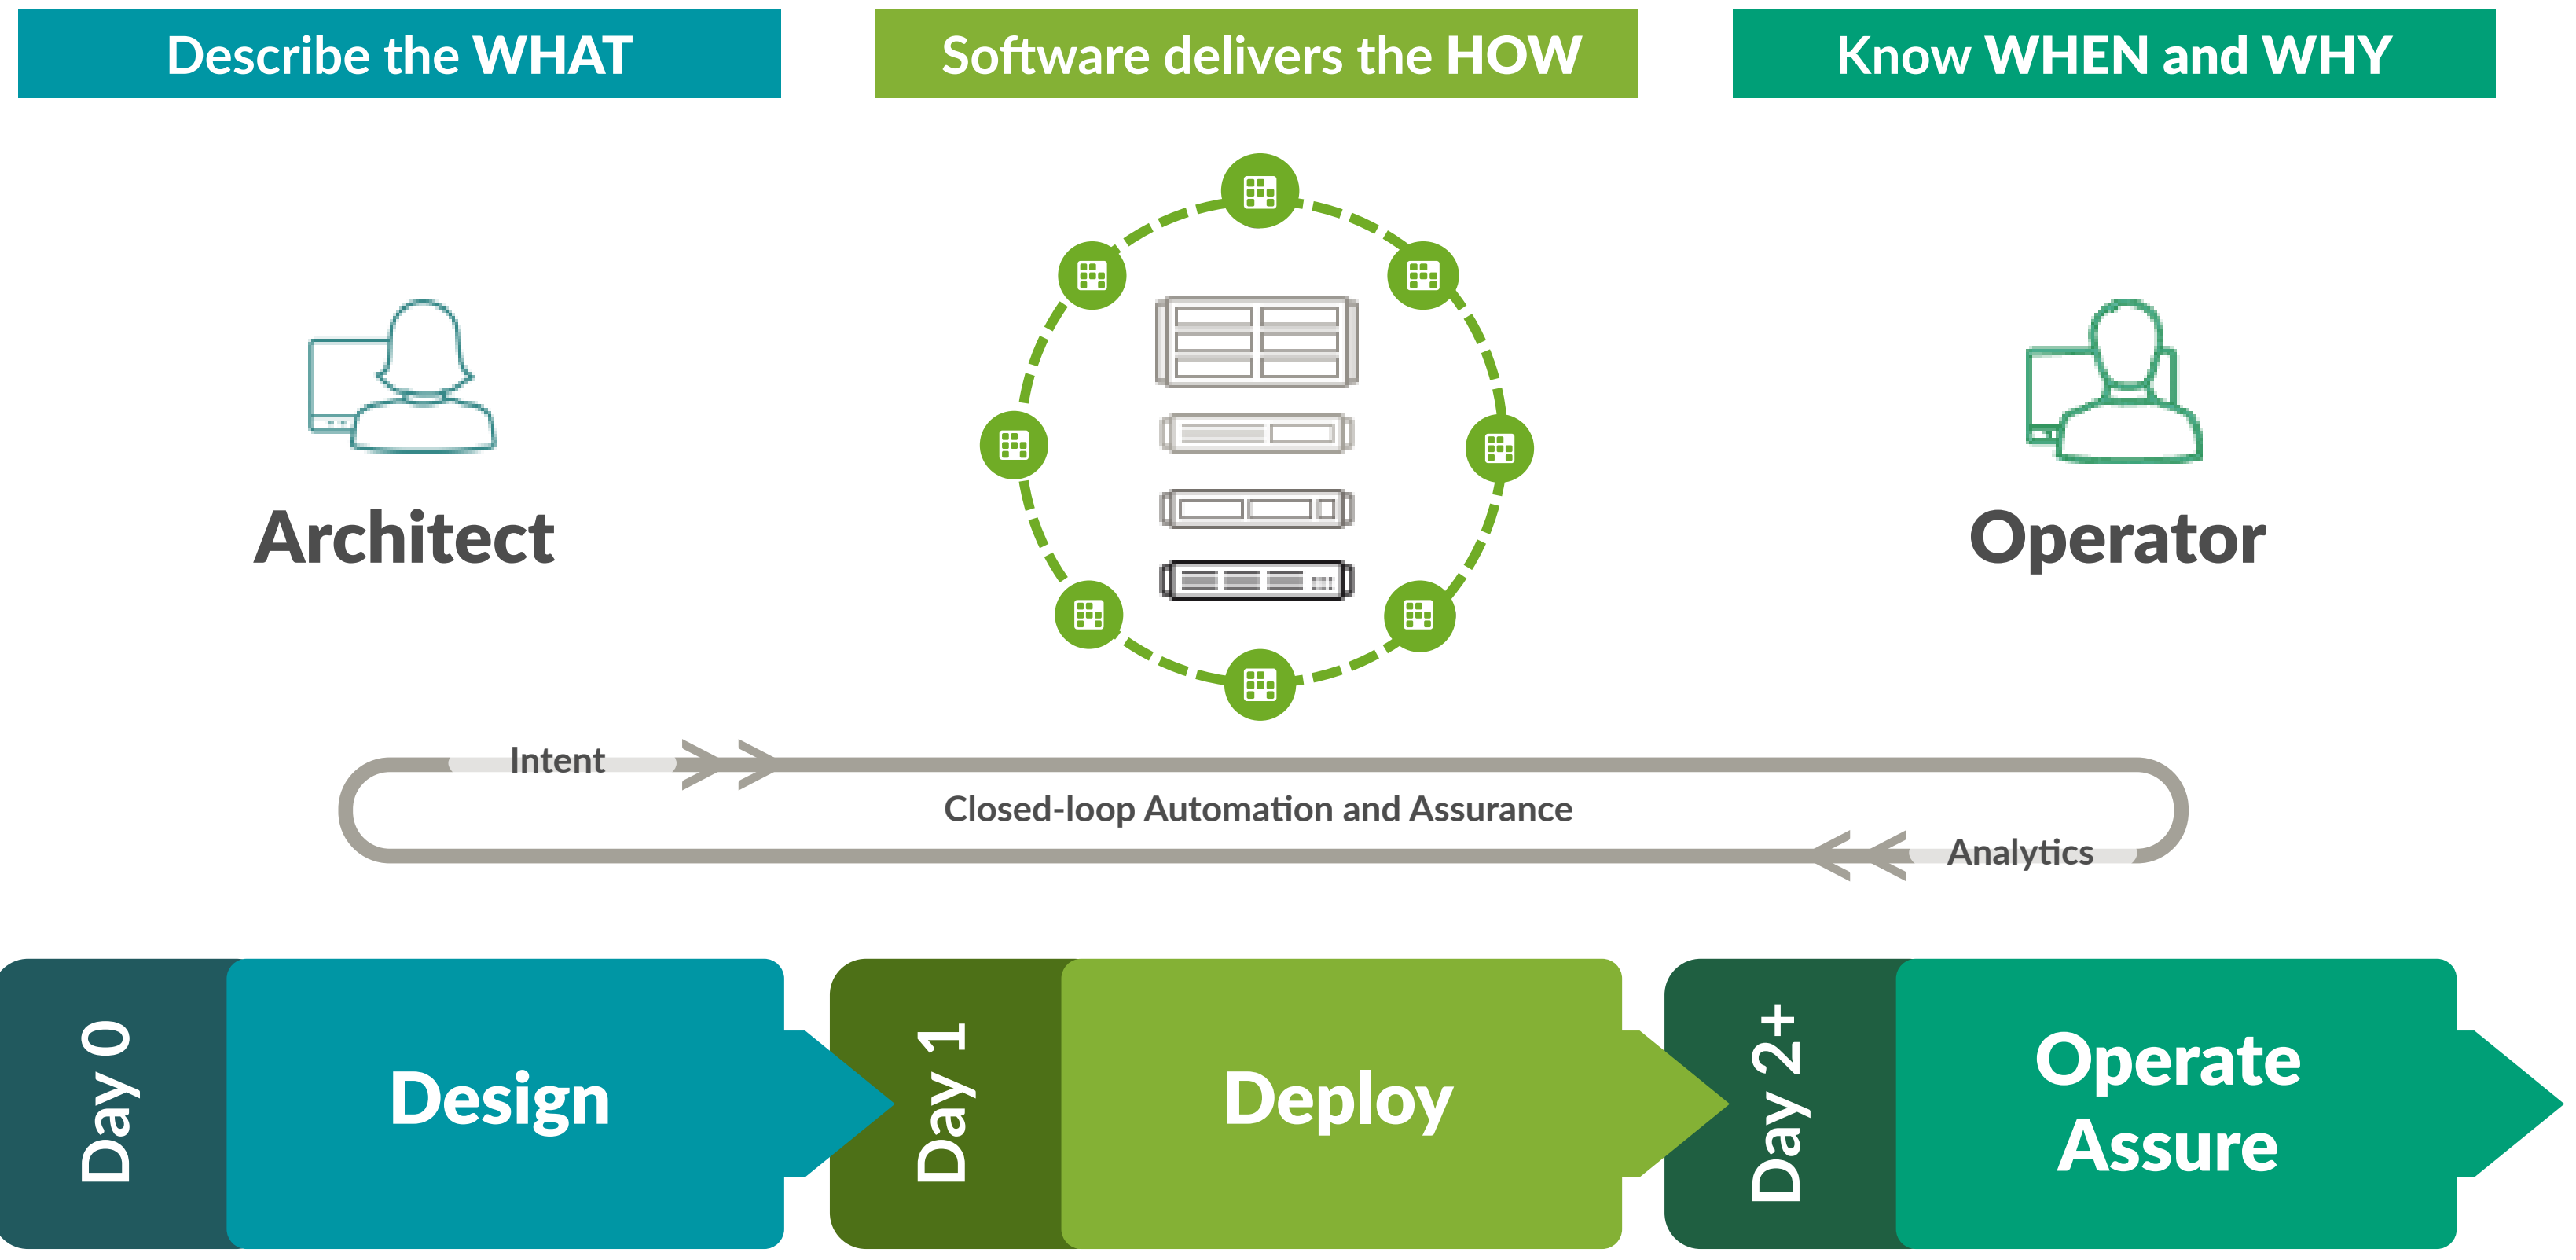 Describe the WHAT
Software delivers the HOW
Know WHEN and WHY
Architect
Operator
Intent
Closed-loop Automation and Assurance
Analytics
Day 0
Design
Day 1
Deploy
Day 2+
Operate
Assure